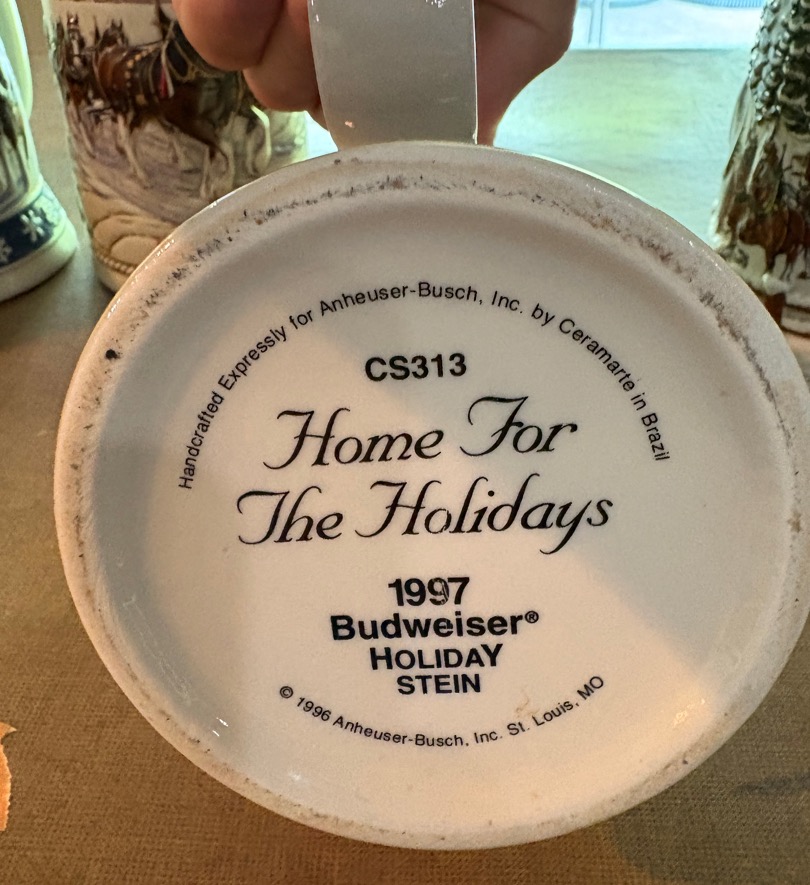 Handcrafted Expressly for Anheuser-Busch, Inc. by Ceramarte in Brazil
CS313
Home For
The Holidays
1997
Budweiser®
HOLIDAY
STEIN
© 1996 Anheuser-Busch, Inc. St. Louis, MO